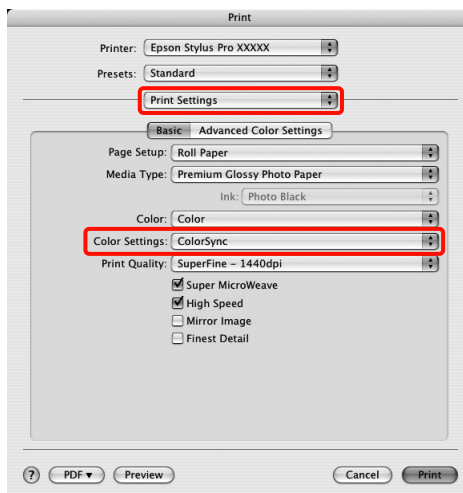 Print
Printer: Epson Stylus Pro XXXXX
Presets: Standard
Print Settings
Basic Advanced Color Settings
Page Setup: Roll Paper
Media Type: Premium Glossy Photo Paper
Ink: Photo Black
Color: Color
Color Settings: ColorSync
Print Quality: SuperFine – 1440dpi
Super MicroWeave
High Speed
Mirror Image
Finest Detail
? PDF ▾ Preview Cancel Print